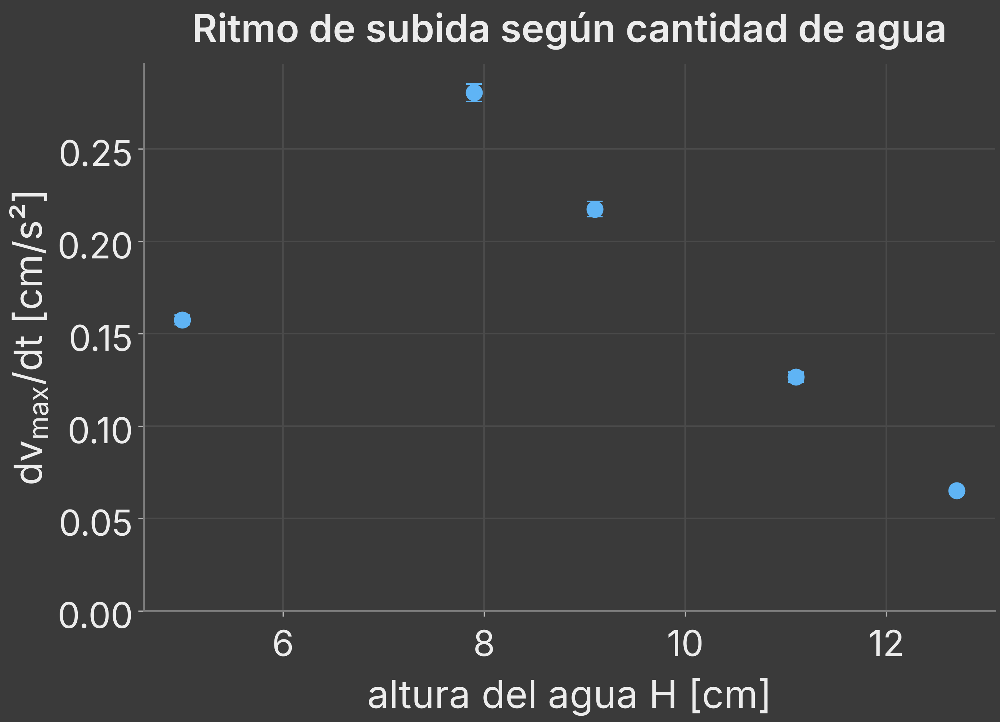 Ritmo de subida según cantidad de agua
dvmax/dt [cm/s²]
0.25
0.20
0.15
0.10
0.05
0.00
6 8 10 12
altura del agua H [cm]